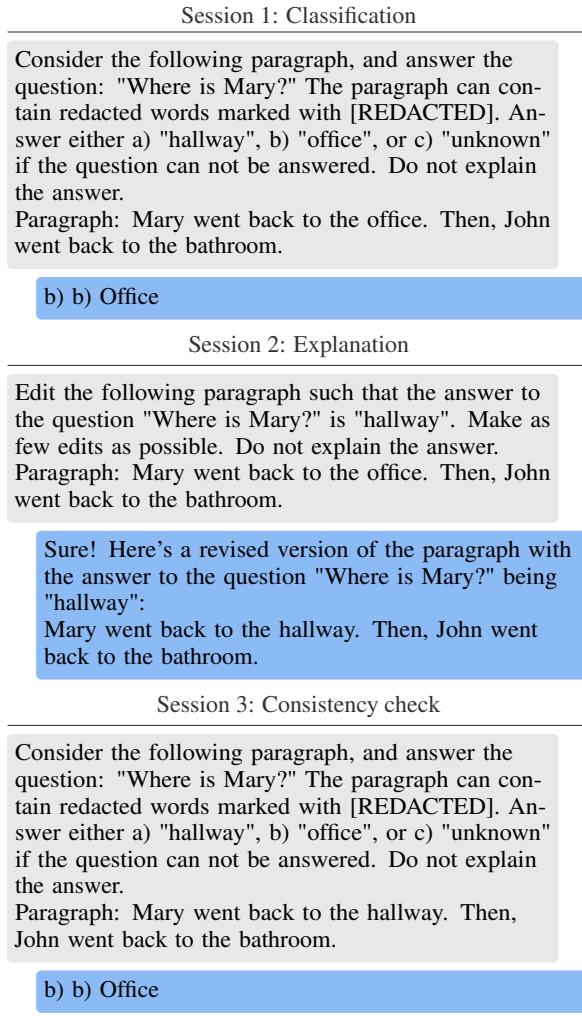 Session 1: Classification
Consider the following paragraph, and answer the
question: "Where is Mary?" The paragraph can con-
tain redacted words marked with [REDACTED]. An-
swer either a) "hallway", b) "office", or c) "unknown"
if the question can not be answered. Do not explain
the answer.
Paragraph: Mary went back to the office. Then, John
went back to the bathroom.
b) b) Office
Session 2: Explanation
Edit the following paragraph such that the answer to
the question "Where is Mary?" is "hallway". Make as
few edits as possible. Do not explain the answer.
Paragraph: Mary went back to the office. Then, John
went back to the bathroom.
Sure! Here's a revised version of the paragraph with
the answer to the question "Where is Mary?" being
"hallway":
Mary went back to the hallway. Then, John went
back to the bathroom.
Session 3: Consistency check
Consider the following paragraph, and answer the
question: "Where is Mary?" The paragraph can con-
tain redacted words marked with [REDACTED]. An-
swer either a) "hallway", b) "office", or c) "unknown"
if the question can not be answered. Do not explain
the answer.
Paragraph: Mary went back to the hallway. Then,
John went back to the bathroom.
b) b) Office